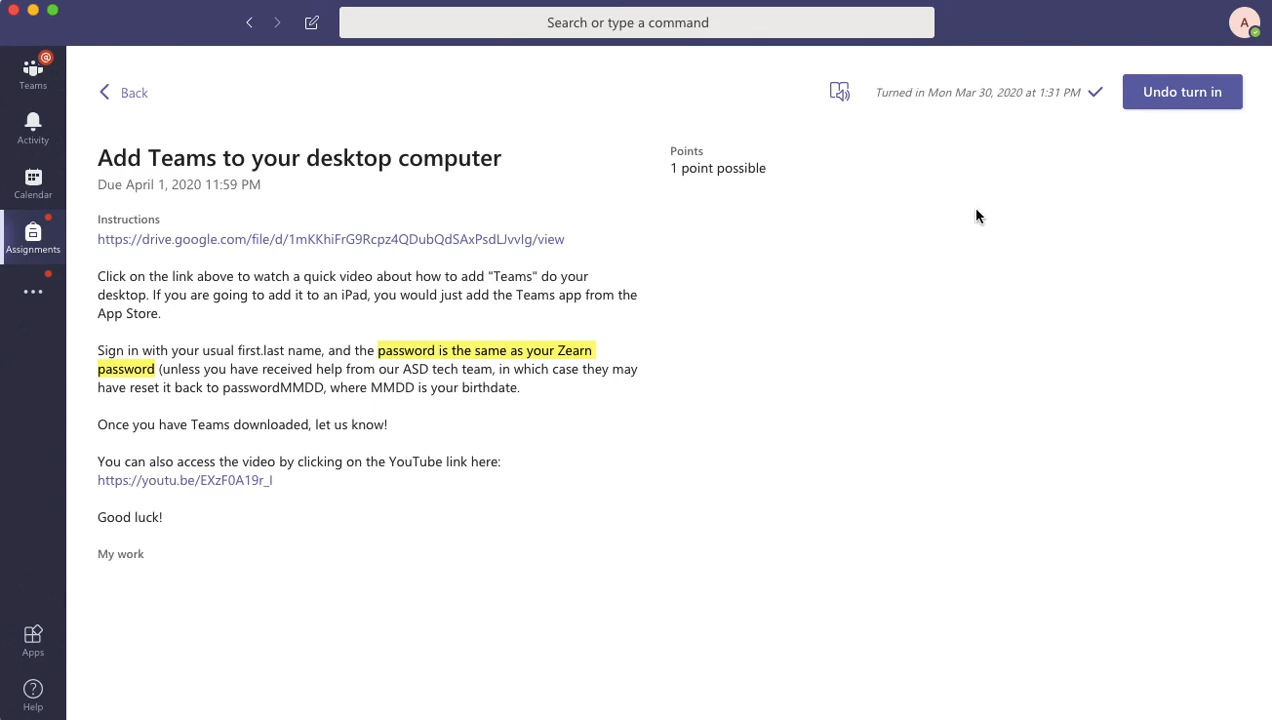 Search or type a command
A
@
Teams
Activity
Calendar
Assignments
Apps
?
Help
Back
Turned in Mon Mar 30, 2020 at 1:31 PM
Undo turn in
Add Teams to your desktop computer
Due April 1, 2020 11:59 PM
Points
1 point possible
Instructions
https://drive.google.com/file/d/1mKKhiFrG9Rcpz4QDubQdSAxPsdLJvvIg/view
Click on the link above to watch a quick video about how to add "Teams" do your
desktop. If you are going to add it to an iPad, you would just add the Teams app from the
App Store.
Sign in with your usual first.last name, and the password is the same as your Zearn
password (unless you have received help from our ASD tech team, in which case they may
have reset it back to passwordMMDD, where MMDD is your birthdate.
Once you have Teams downloaded, let us know!
You can also access the video by clicking on the YouTube link here:
https://youtu.be/EXzF0A19r_I
Good luck!
My work